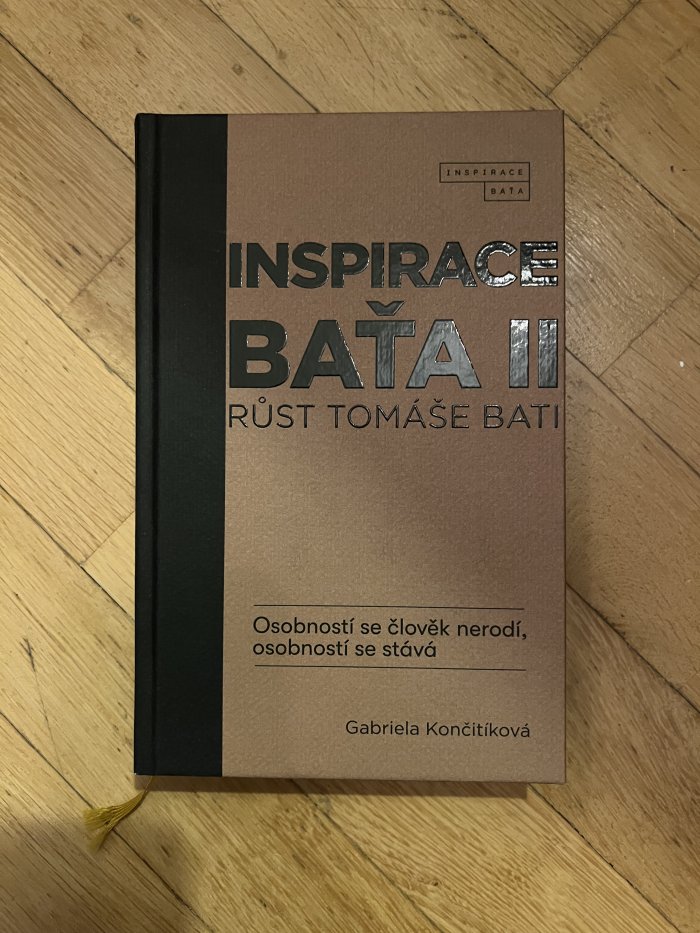 INSPIRACE
BAŤA
INSPIRACE
BAŤA II
RŮST TOMÁŠE BATI
Osobností se člověk nerodí,
osobností se stává
Gabriela Končitíková